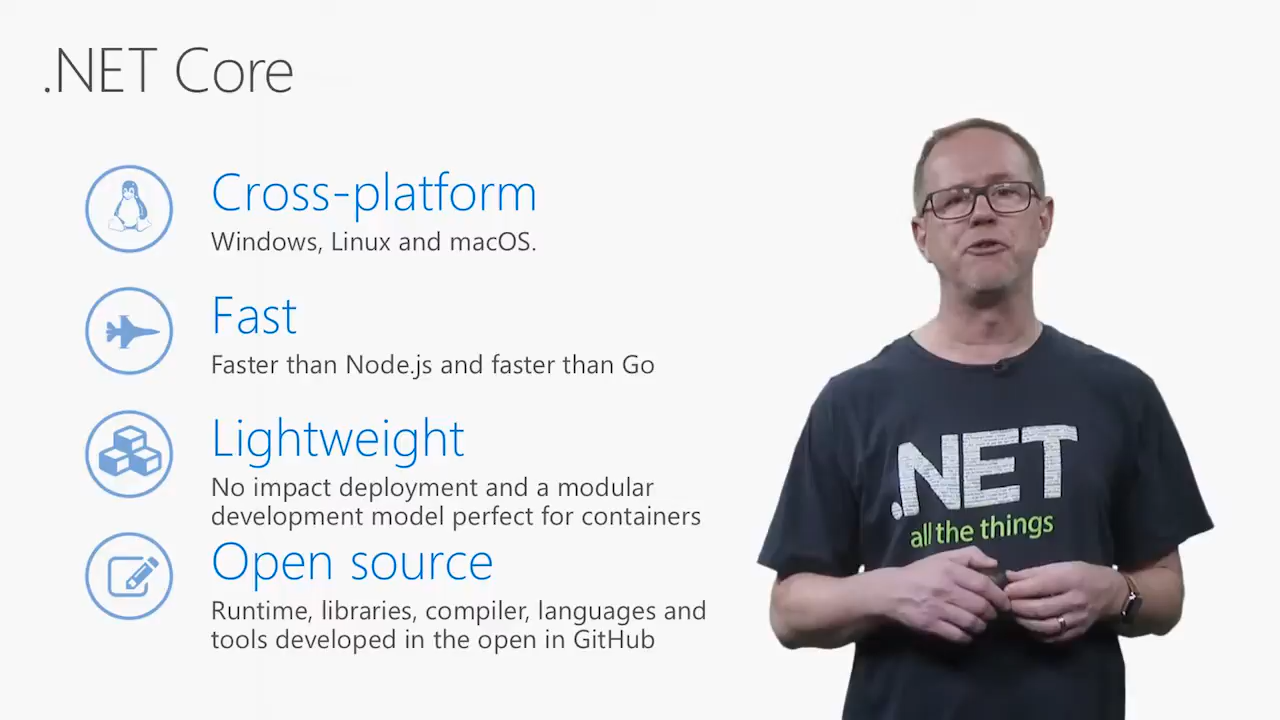 .NET Core
Cross-platform
Windows, Linux and macOS.
Fast
Faster than Node.js and faster than Go
Lightweight
No impact deployment and a modular
development model perfect for containers
Open source
Runtime, libraries, compiler, languages and
tools developed in the open in GitHub
.NET
all the things